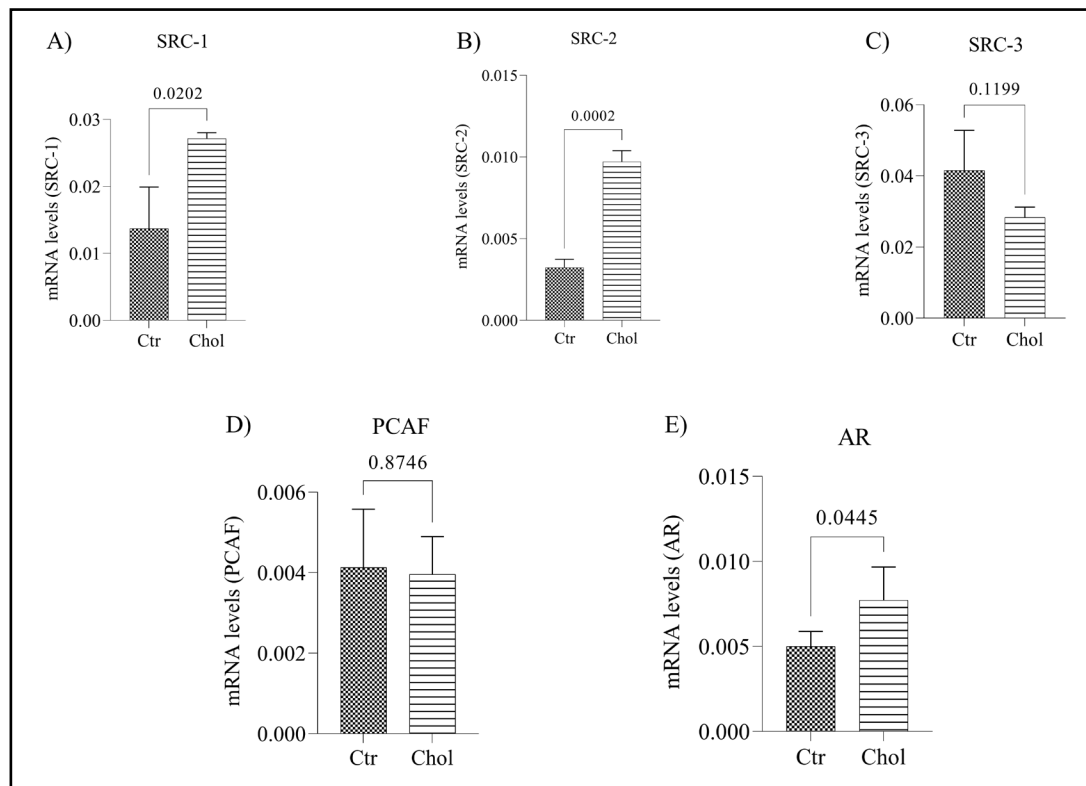 A)
SRC-1
0.0202
mRNA levels (SRC-1)
0.03
0.02
0.01
0.00
Ctr Chol
B)
SRC-2
0.0002
mRNA levels (SRC-2)
0.015
0.010
0.005
0.000
Ctr Chol
C)
SRC-3
0.1199
mRNA levels (SRC-3)
0.06
0.04
0.02
0.00
Ctr Chol
D)
PCAF
0.8746
mRNA levels (PCAF)
0.006
0.004
0.002
0.000
Ctr Chol
E)
AR
0.0445
mRNA levels (AR)
0.015
0.010
0.005
0.000
Ctr Chol